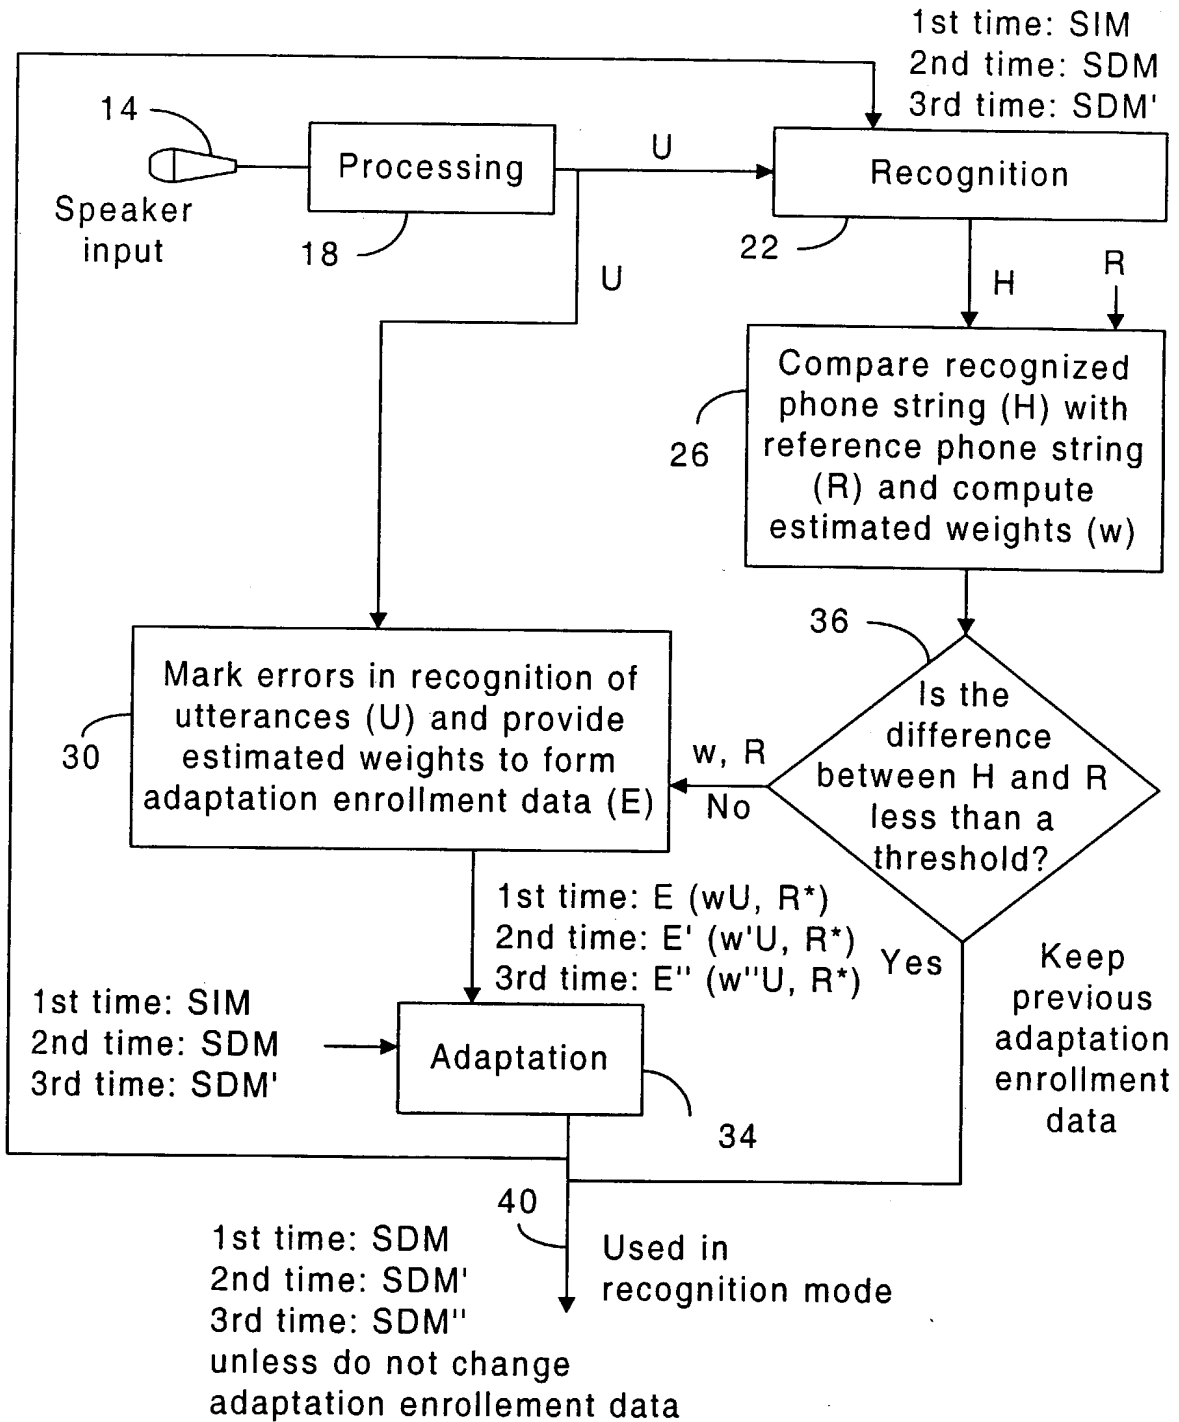 1st time: SIM
2nd time: SDM
3rd time: SDM'
14
Speaker
input
Processing
18
U
U
Recognition
22
H
R
Compare recognized
phone string (H) with
reference phone string
(R) and compute
estimated weights (w)
26
36
Is the
difference
between H and R
less than a
threshold?
w, R
No
Mark errors in recognition of
utterances (U) and provide
estimated weights to form
adaptation enrollment data (E)
30
1st time: E (wU, R*)
2nd time: E' (w'U, R*)
3rd time: E'' (w''U, R*)
Yes
Keep
previous
adaptation
enrollment
data
1st time: SIM
2nd time: SDM
3rd time: SDM'
Adaptation
34
40
1st time: SDM
2nd time: SDM'
3rd time: SDM''
unless do not change
adaptation enrollement data
Used in
recognition mode